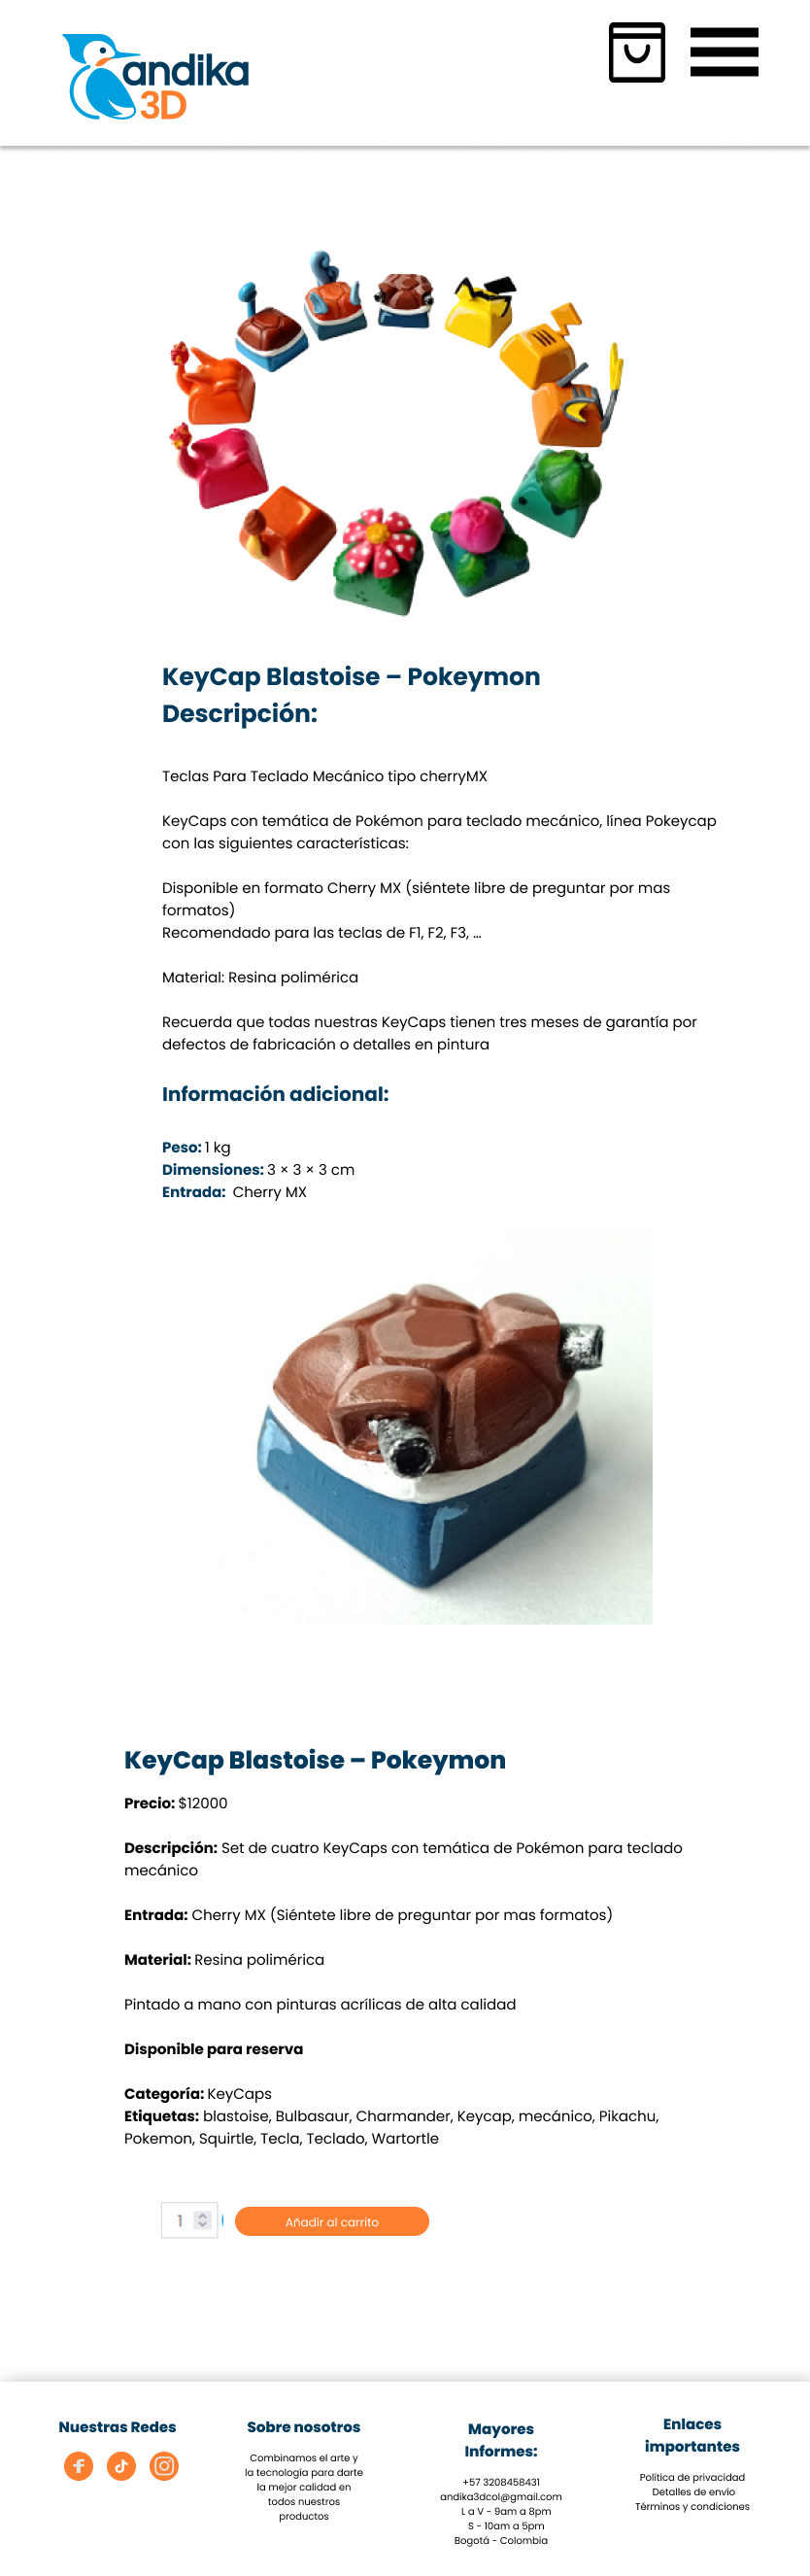 andika
3D
KeyCap Blastoise – Pokeymon
Descripción:
Teclas Para Teclado Mecánico tipo cherryMX
KeyCaps con temática de Pokémon para teclado mecánico, línea Pokeycap
con las siguientes características:
Disponible en formato Cherry MX (siéntete libre de preguntar por mas
formatos)
Recomendado para las teclas de F1, F2, F3, ...
Material: Resina polimérica
Recuerda que todas nuestras KeyCaps tienen tres meses de garantía por
defectos de fabricación o detalles en pintura
Información adicional:
Peso: 1 kg
Dimensiones: 3 × 3 × 3 cm
Entrada: Cherry MX
KeyCap Blastoise – Pokeymon
Precio: $12000
Descripción: Set de cuatro KeyCaps con temática de Pokémon para teclado
mecánico
Entrada: Cherry MX (Siéntete libre de preguntar por mas formatos)
Material: Resina polimérica
Pintado a mano con pinturas acrílicas de alta calidad
Disponible para reserva
Categoría: KeyCaps
Etiquetas: blastoise, Bulbasaur, Charmander, Keycap, mecánico, Pikachu,
Pokemon, Squirtle, Tecla, Teclado, Wartortle
1
Añadir al carrito
Nuestras Redes
Sobre nosotros
Combinamos el arte y
la tecnología para darte
la mejor calidad en
todos nuestros
productos
Mayores
Informes:
+57 3208458431
andika3dcol@gmail.com
L a V - 9am a 8pm
S - 10am a 5pm
Bogotá - Colombia
Enlaces
importantes
Política de privacidad
Detalles de envío
Términos y condiciones